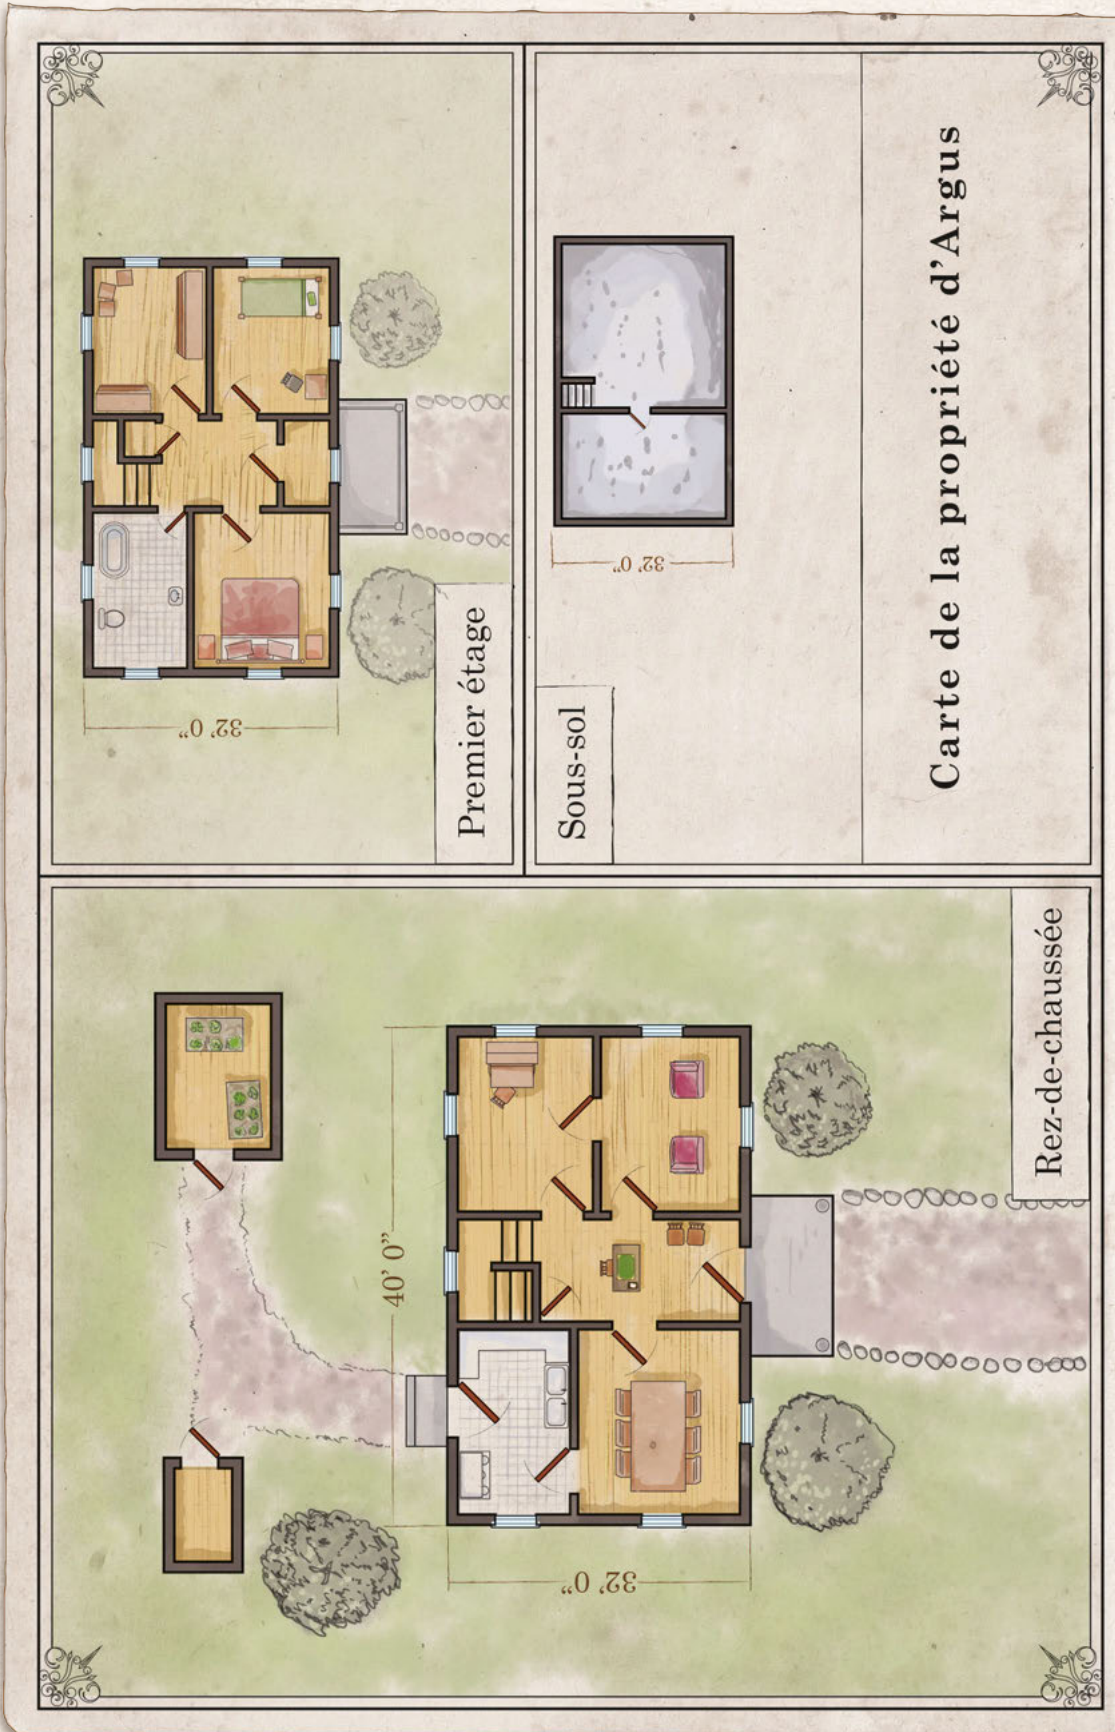 Premier étage
32' 0"
Sous-sol
32' 0"
Carte de la propriété d'Argus
Rez-de-chaussée
40' 0"
32' 0"